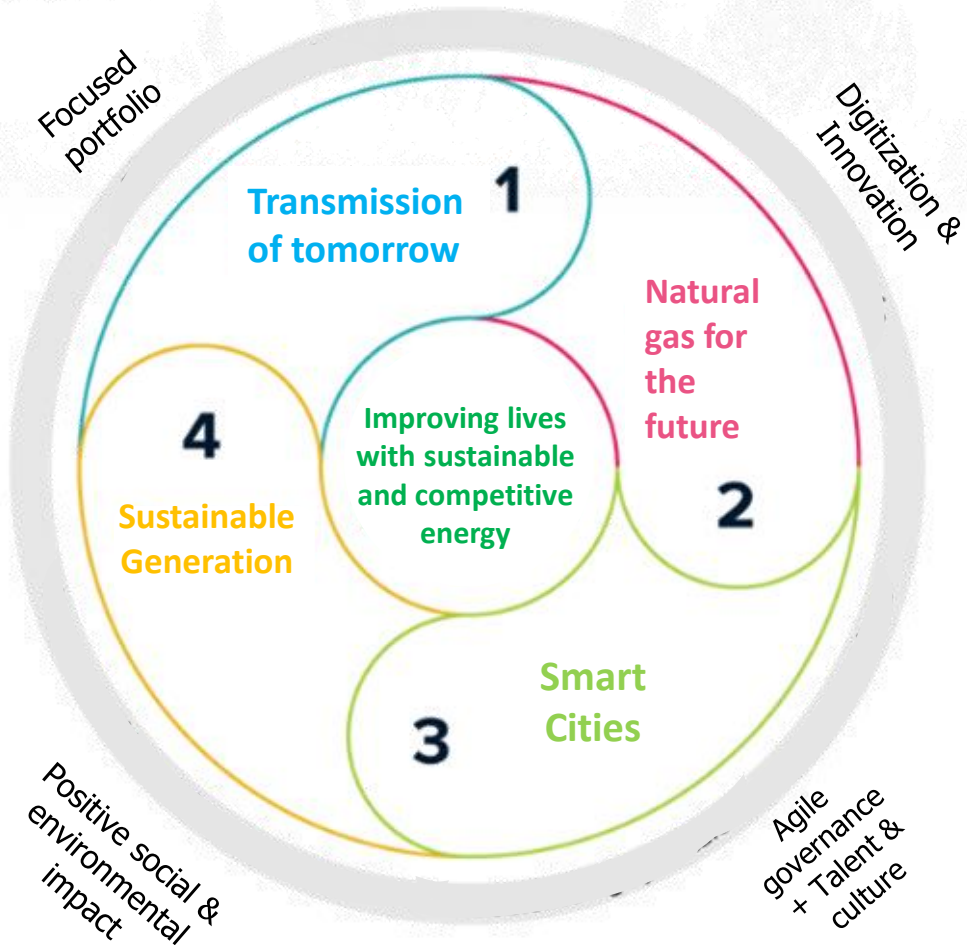 Focused
portfolio
Digitization &
Innovation
1
Transmission
of tomorrow
Natural
gas for
the
future
2
4
Sustainable
Generation
Improving lives
with sustainable
and competitive
energy
Smart
Cities
3
Positive social &
environmental
impact
Agile
governance
+ Talent &
culture